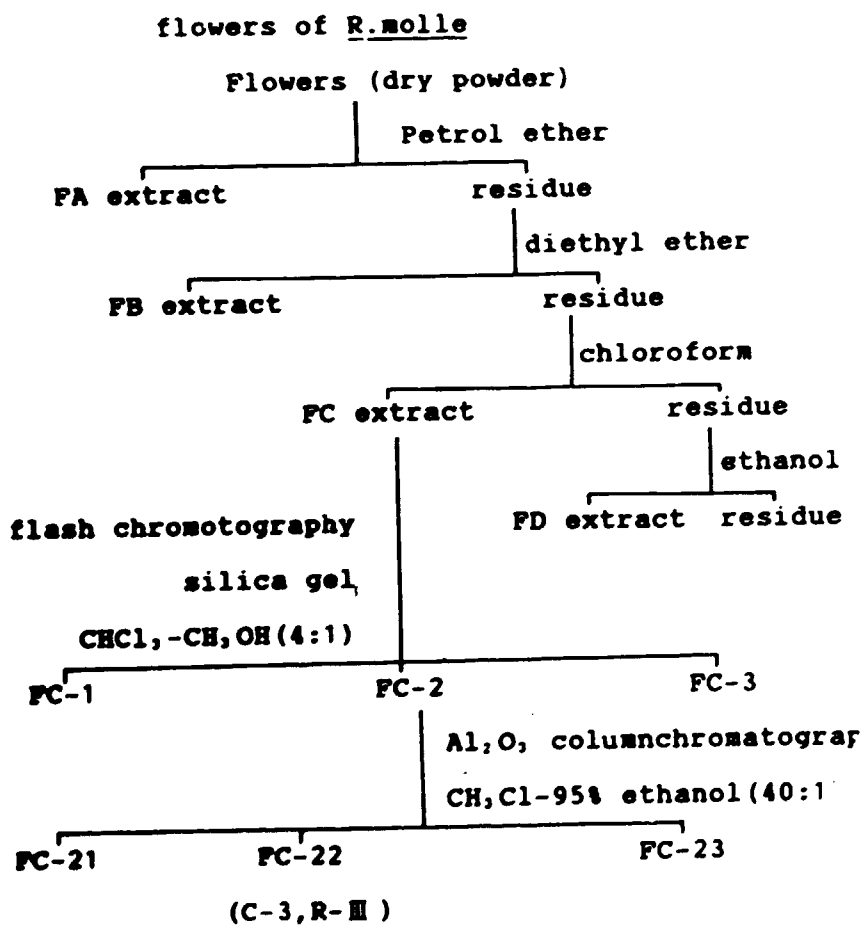 flowers of R.molle
Flowers (dry powder)
Petrol ether
FA extract residue
diethyl ether
FB extract residue
chloroform
FC extract residue
ethanol
FD extract residue
flash chromotography
silica gel,
CHCl₃-CH₃OH(4:1)
FC-1 FC-2 FC-3
Al₂O₃ columnchromatograp
CH₃Cl-95% ethanol(40:1
FC-21 FC-22 FC-23
(C-3,R-Ⅲ)